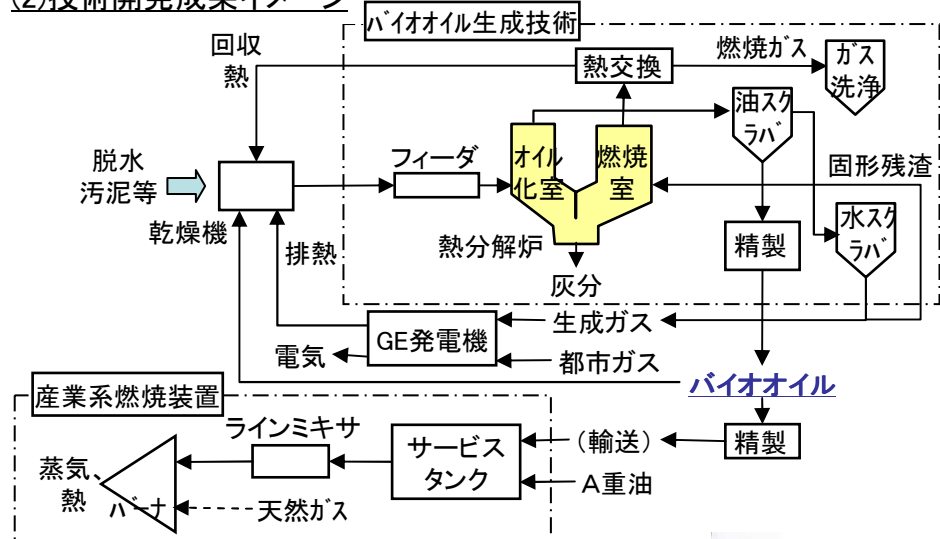 (2)技術開発成果イメージ
バイオオイル生成技術
回収
熱
熱交換
燃焼ガス
ガス
洗浄
油スク
ラバ
オイル
化室
燃焼
室
フィーダ
脱水
汚泥等
乾燥機
排熱
熱分解炉
灰分
精製
固形残渣
水スク
ラバ
GE発電機
電気
生成ガス
都市ガス
バイオオイル
精製
産業系燃焼装置
ラインミキサ
サービス
タンク
(輸送)
A重油
蒸気、
熱
バーナ
天然ガス